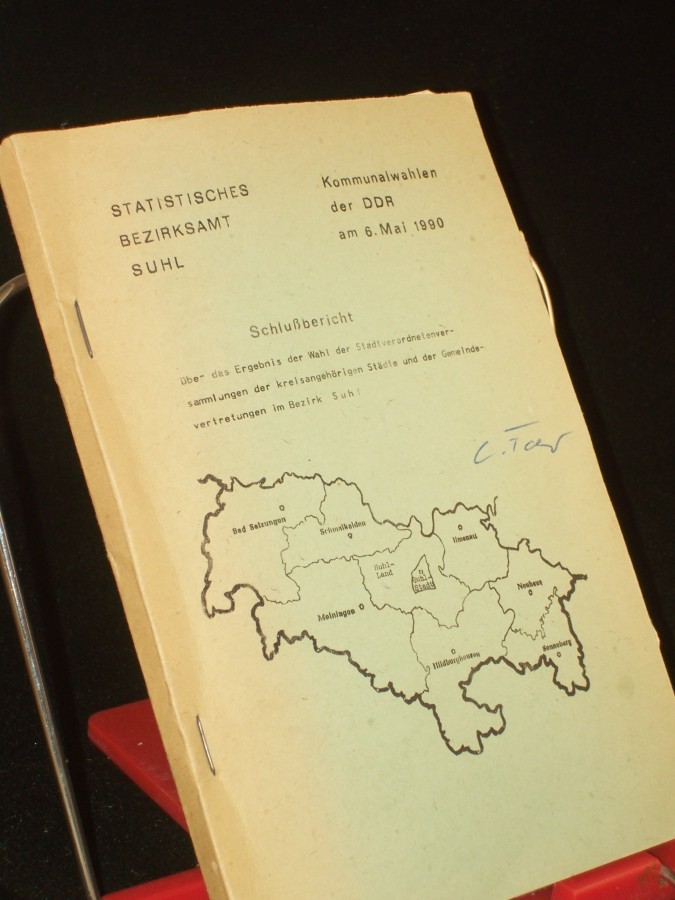 STATISTISCHES
BEZIRKSAMT
SUHL
Kommunalwahlen
der DDR
am 6. Mai 1990
Schlußbericht
übe- das Ergebnis der Wahl der Stadtverordnetenver-
sammlungen der kreisangehörigen Städte und der Gemeinde-
vertretungen im Bezirk Suhl
Bad Salzungen
Schmalkalden
Ilmenau
Suhl-
Land
Suhl-
Stadt
Neuhaus
Meiningen
Hildburghausen
Sonneberg